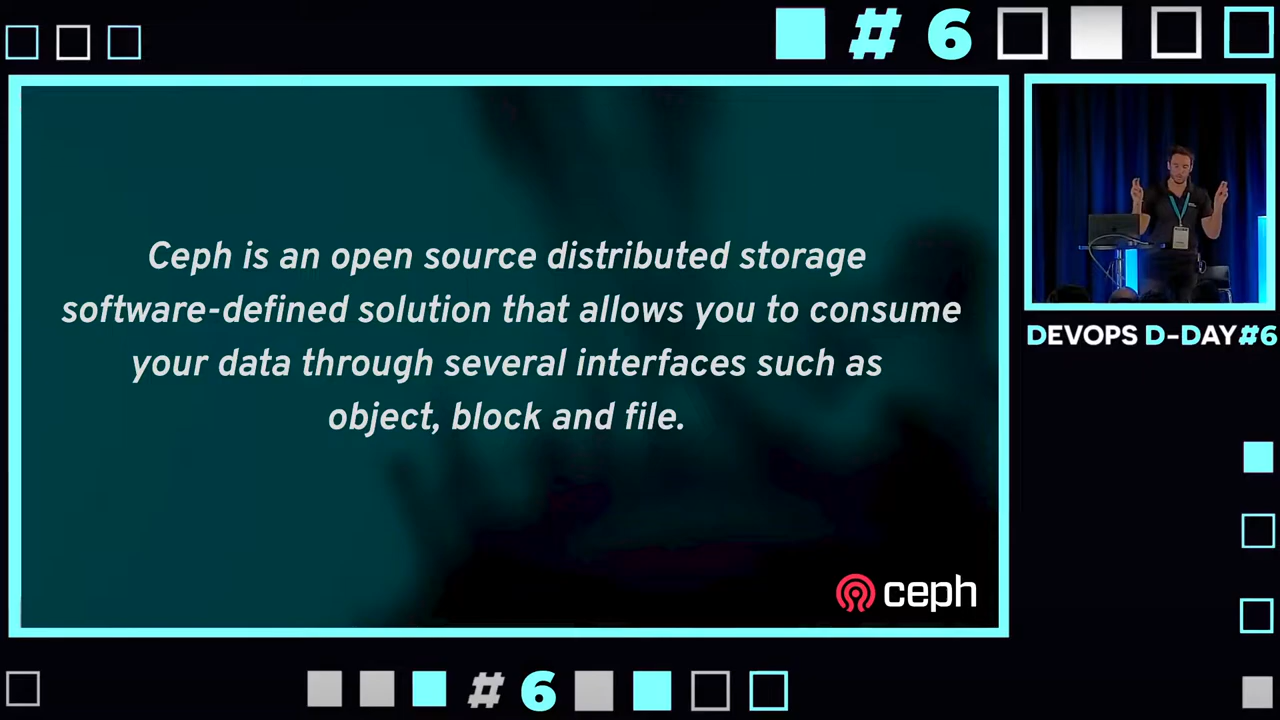 # 6
Ceph is an open source distributed storage
software-defined solution that allows you to consume
your data through several interfaces such as
object, block and file.
ceph
DEVOPS D-DAY#6
# 6